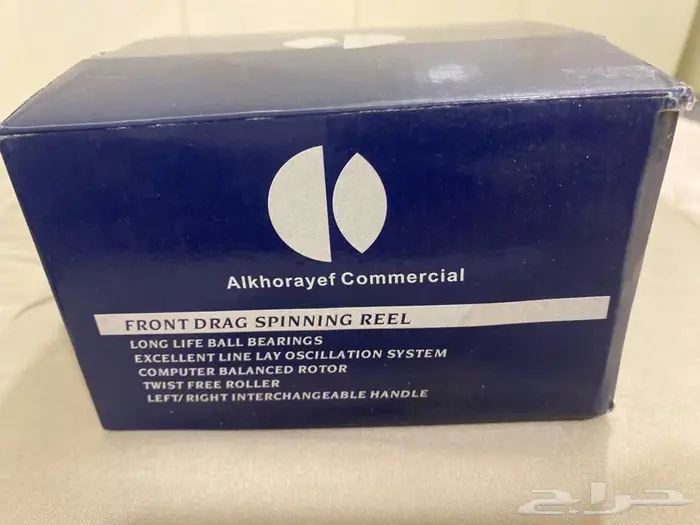 Alkhorayef Commercial
FRONT DRAG SPINNING REEL
LONG LIFE BALL BEARINGS
EXCELLENT LINE LAY OSCILLATION SYSTEM
COMPUTER BALANCED ROTOR
TWIST FREE ROLLER
LEFT/RIGHT INTERCHANGEABLE HANDLE
حراج